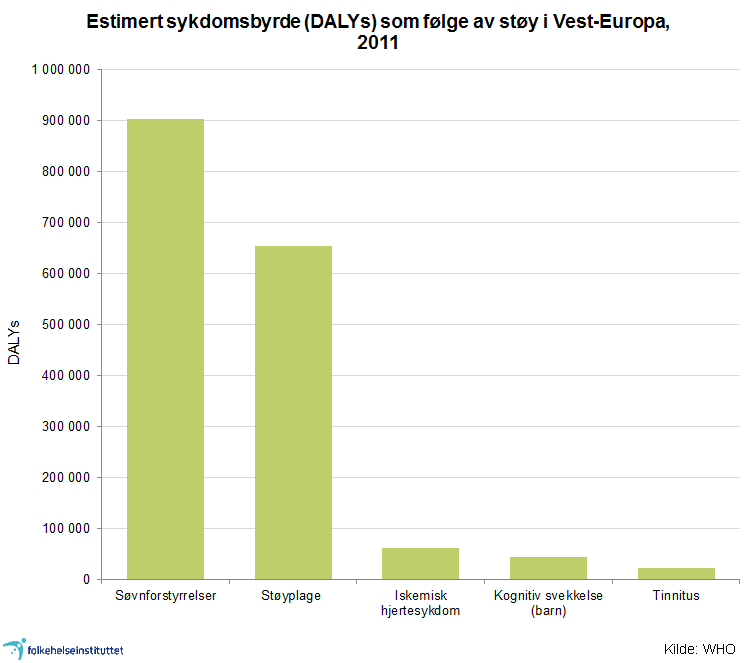 Estimert sykdomsbyrde (DALYs) som følge av støy i Vest-Europa,
2011
1 000 000
900 000
800 000
700 000
600 000
500 000
400 000
300 000
200 000
100 000
0
DALYs
Søvnforstyrrelser
Støyplage
Iskemisk
hjertesykdom
Kognitiv svekkelse
(barn)
Tinnitus
folkehelseinstituttet
Kilde: WHO